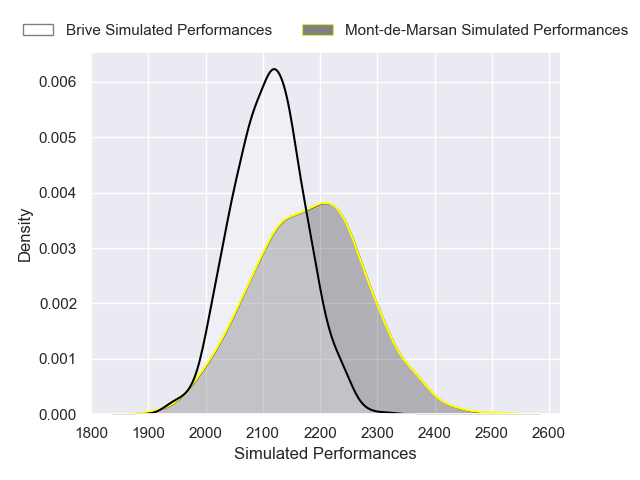 Brive Simulated Performances
Mont-de-Marsan Simulated Performances
0.006
0.005
0.004
0.003
0.002
0.001
0.000
Density
1800 1900 2000 2100 2200 2300 2400 2500 2600
Simulated Performances